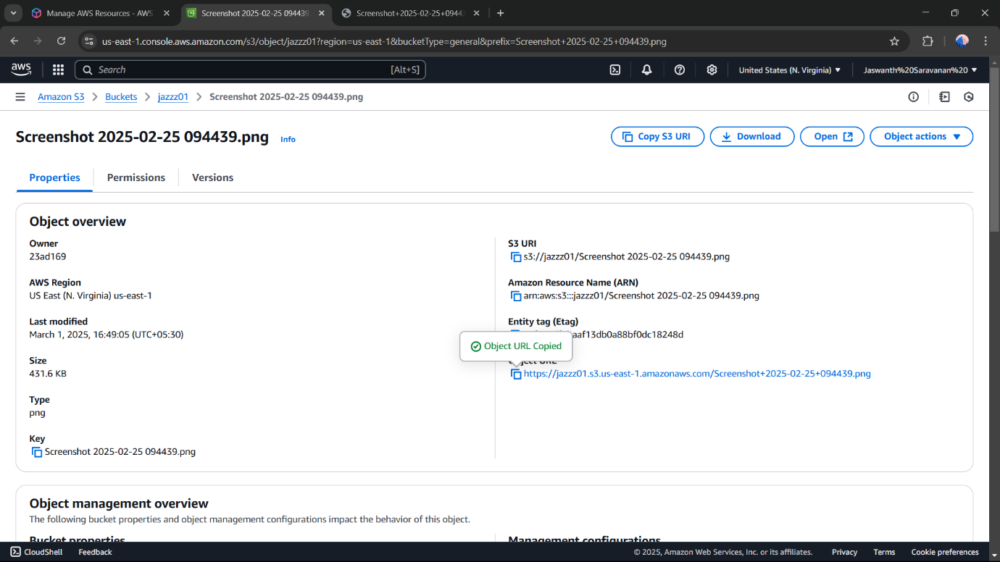 Manage AWS Resources - AWS
Screenshot 2025-02-25 094439.
Screenshot+2025-02-25+0944
us-east-1.console.aws.amazon.com/s3/object/jazzz01?region=us-east-1&bucketType=general&prefix=Screenshot+2025-02-25+094439.png
aws
Search
[Alt+S]
United States (N. Virginia)
Jaswanth%20Saravanan%20
Amazon S3
Buckets
jazzz01
Screenshot 2025-02-25 094439.png
Screenshot 2025-02-25 094439.png
Info
Copy S3 URI
Download
Open
Object actions
Properties
Permissions
Versions
Object overview
Owner
23ad169
AWS Region
US East (N. Virginia) us-east-1
Last modified
March 1, 2025, 16:49:05 (UTC+05:30)
Size
431.6 KB
Type
png
Key
Screenshot 2025-02-25 094439.png
S3 URI
s3://jazzz01/Screenshot 2025-02-25 094439.png
Amazon Resource Name (ARN)
arn:aws:s3:::jazzz01/Screenshot 2025-02-25 094439.png
Entity tag (Etag)
aaf13db0a88bf0dc18248d
Object URL Copied
Object URL
https://jazzz01.s3.us-east-1.amazonaws.com/Screenshot+2025-02-25+094439.png
Object management overview
The following bucket properties and object management configurations impact the behavior of this object.
Bucket properties
Management configurations
CloudShell
Feedback
© 2025, Amazon Web Services, Inc. or its affiliates.
Privacy
Terms
Cookie preferences